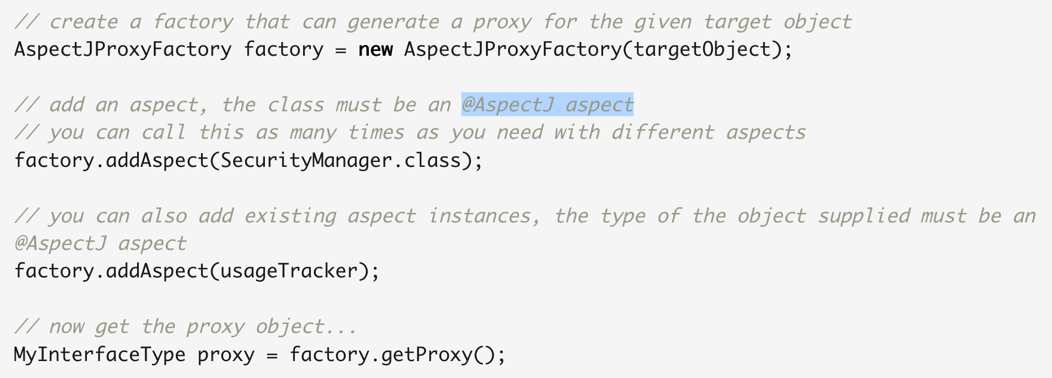 // create a factory that can generate a proxy for the given target object
AspectJProxyFactory factory = new AspectJProxyFactory(targetObject);
// add an aspect, the class must be an @AspectJ aspect
// you can call this as many times as you need with different aspects
factory.addAspect(SecurityManager.class);
// you can also add existing aspect instances, the type of the object supplied must be an
@AspectJ aspect
factory.addAspect(usageTracker);
// now get the proxy object...
MyInterfaceType proxy = factory.getProxy();